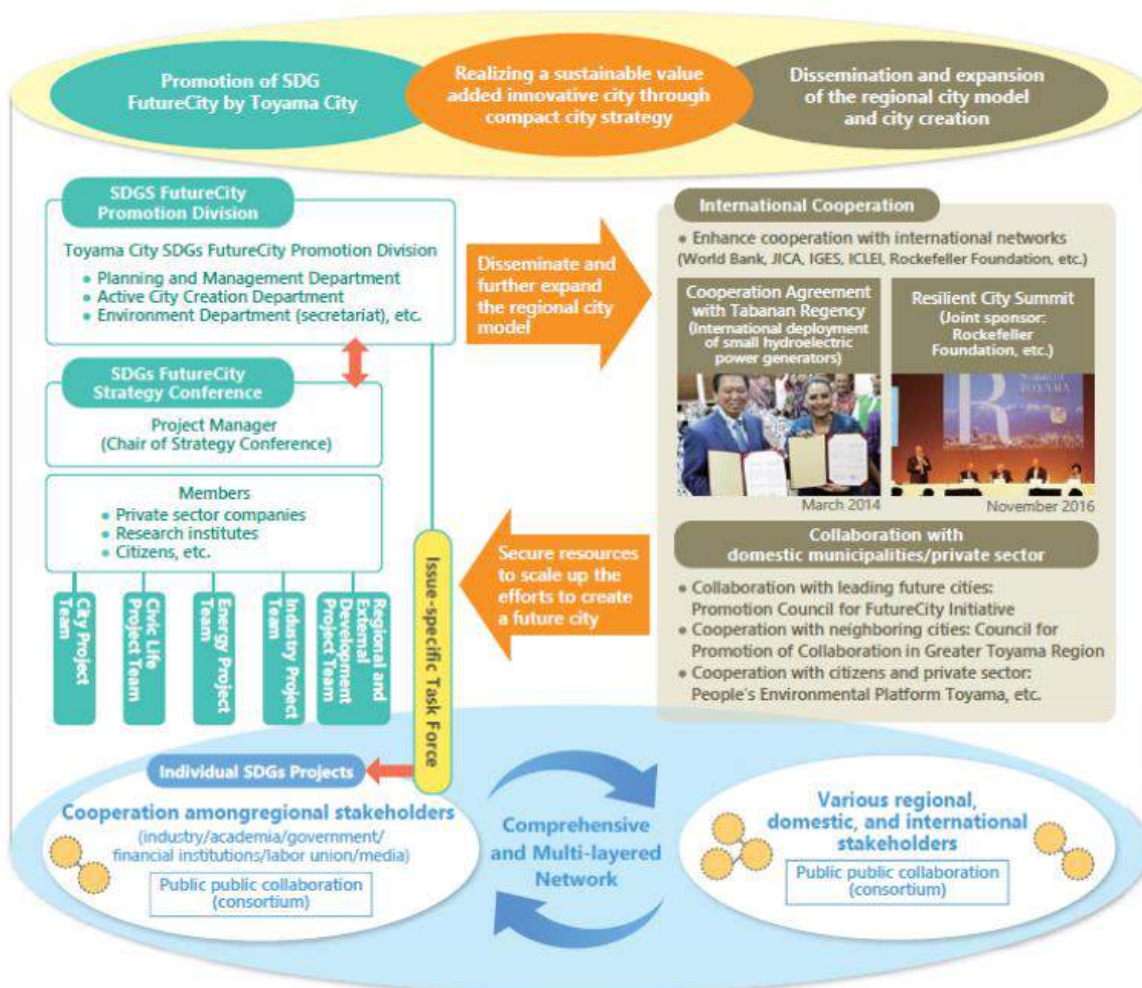 Promotion of SDG
FutureCity by Toyama City
Realizing a sustainable value
added innovative city through
compact city strategy
Dissemination and expansion
of the regional city model
and city creation
SDGS FutureCity
Promotion Division
Toyama City SDGs FutureCity Promotion Division
• Planning and Management Department
• Active City Creation Department
• Environment Department (secretariat), etc.
SDGs FutureCity
Strategy Conference
Project Manager
(Chair of Strategy Conference)
Members
• Private sector companies
• Research institutes
• Citizens, etc.
City Project
Team
Civic Life
Project Team
Energy Project
Team
Industry Project
Team
Regional and
External
Development
Project Team
Issue-specific Task Force
Disseminate and
further expand
the regional city
model
Secure resources
to scale up the
efforts to create
a future city
International Cooperation
• Enhance cooperation with international networks
(World Bank, JICA, IGES, ICLEI, Rockefeller Foundation, etc.)
Cooperation Agreement
with Tabanan Regency
(International deployment
of small hydroelectric
power generators)
March 2014
Resilient City Summit
(Joint sponsor:
Rockefeller
Foundation, etc.)
R
TOYAMA
November 2016
Collaboration with
domestic municipalities/private sector
• Collaboration with leading future cities:
Promotion Council for FutureCity Initiative
• Cooperation with neighboring cities: Council for
Promotion of Collaboration in Greater Toyama Region
• Cooperation with citizens and private sector:
People's Environmental Platform Toyama, etc.
Individual SDGs Projects
Cooperation amongregional stakeholders
(industry/academia/government/
financial institutions/labor union/media)
Public public collaboration
(consortium)
Comprehensive
and Multi-layered
Network
Various regional,
domestic, and international
stakeholders
Public public collaboration
(consortium)